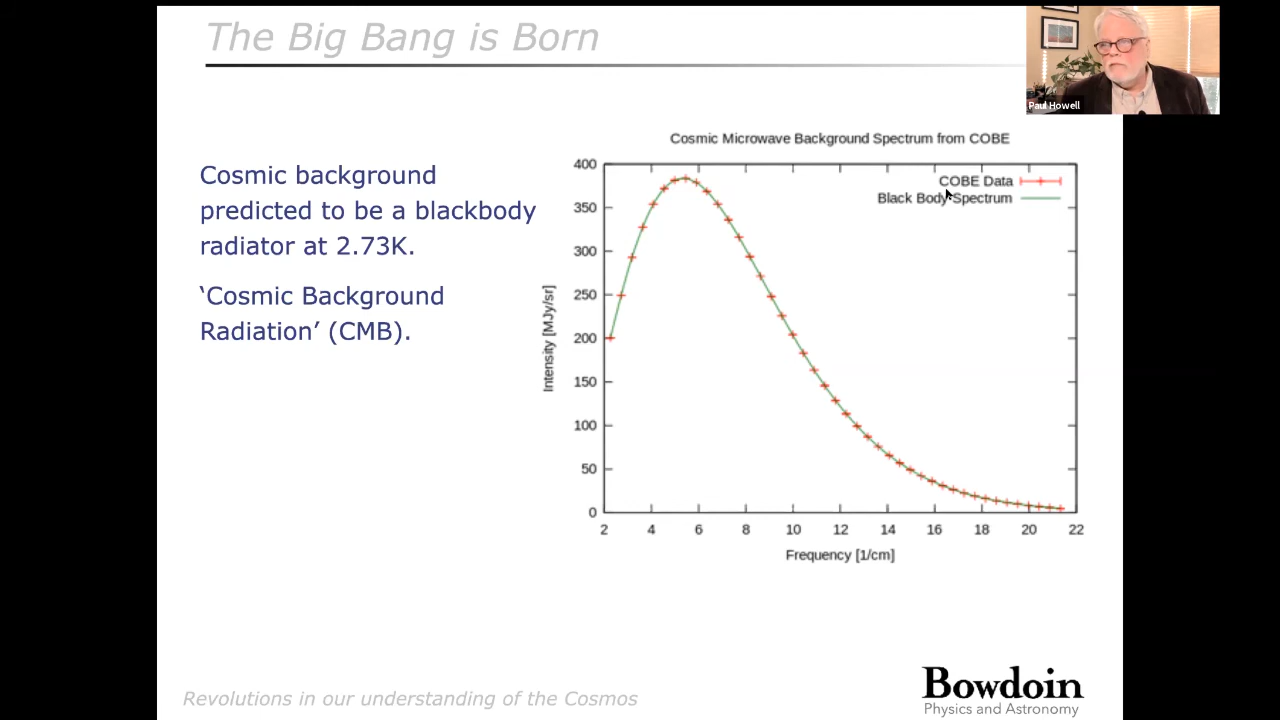 The Big Bang is Born
Paul Howell
Cosmic background
predicted to be a blackbody
radiator at 2.73K.
‘Cosmic Background
Radiation’ (CMB).
Cosmic Microwave Background Spectrum from COBE
COBE Data
Black Body Spectrum
400
350
300
250
200
150
100
50
0
Intensity [MJy/sr]
2 4 6 8 10 12 14 16 18 20 22
Frequency [1/cm]
Revolutions in our understanding of the Cosmos
Bowdoin
Physics and Astronomy